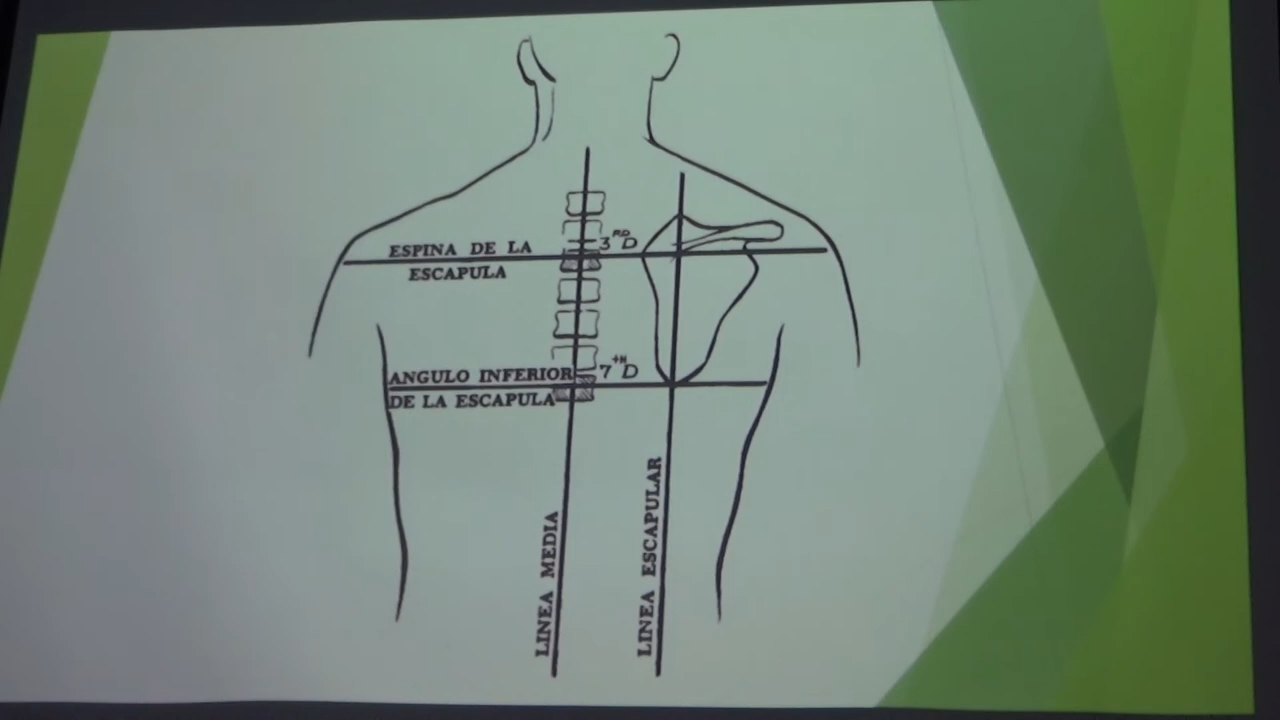 ESPINA DE LA
ESCAPULA
3RD D
ANGULO INFERIOR
DE LA ESCAPULA
7TH D
LINEA MEDIA
LINEA ESCAPULAR